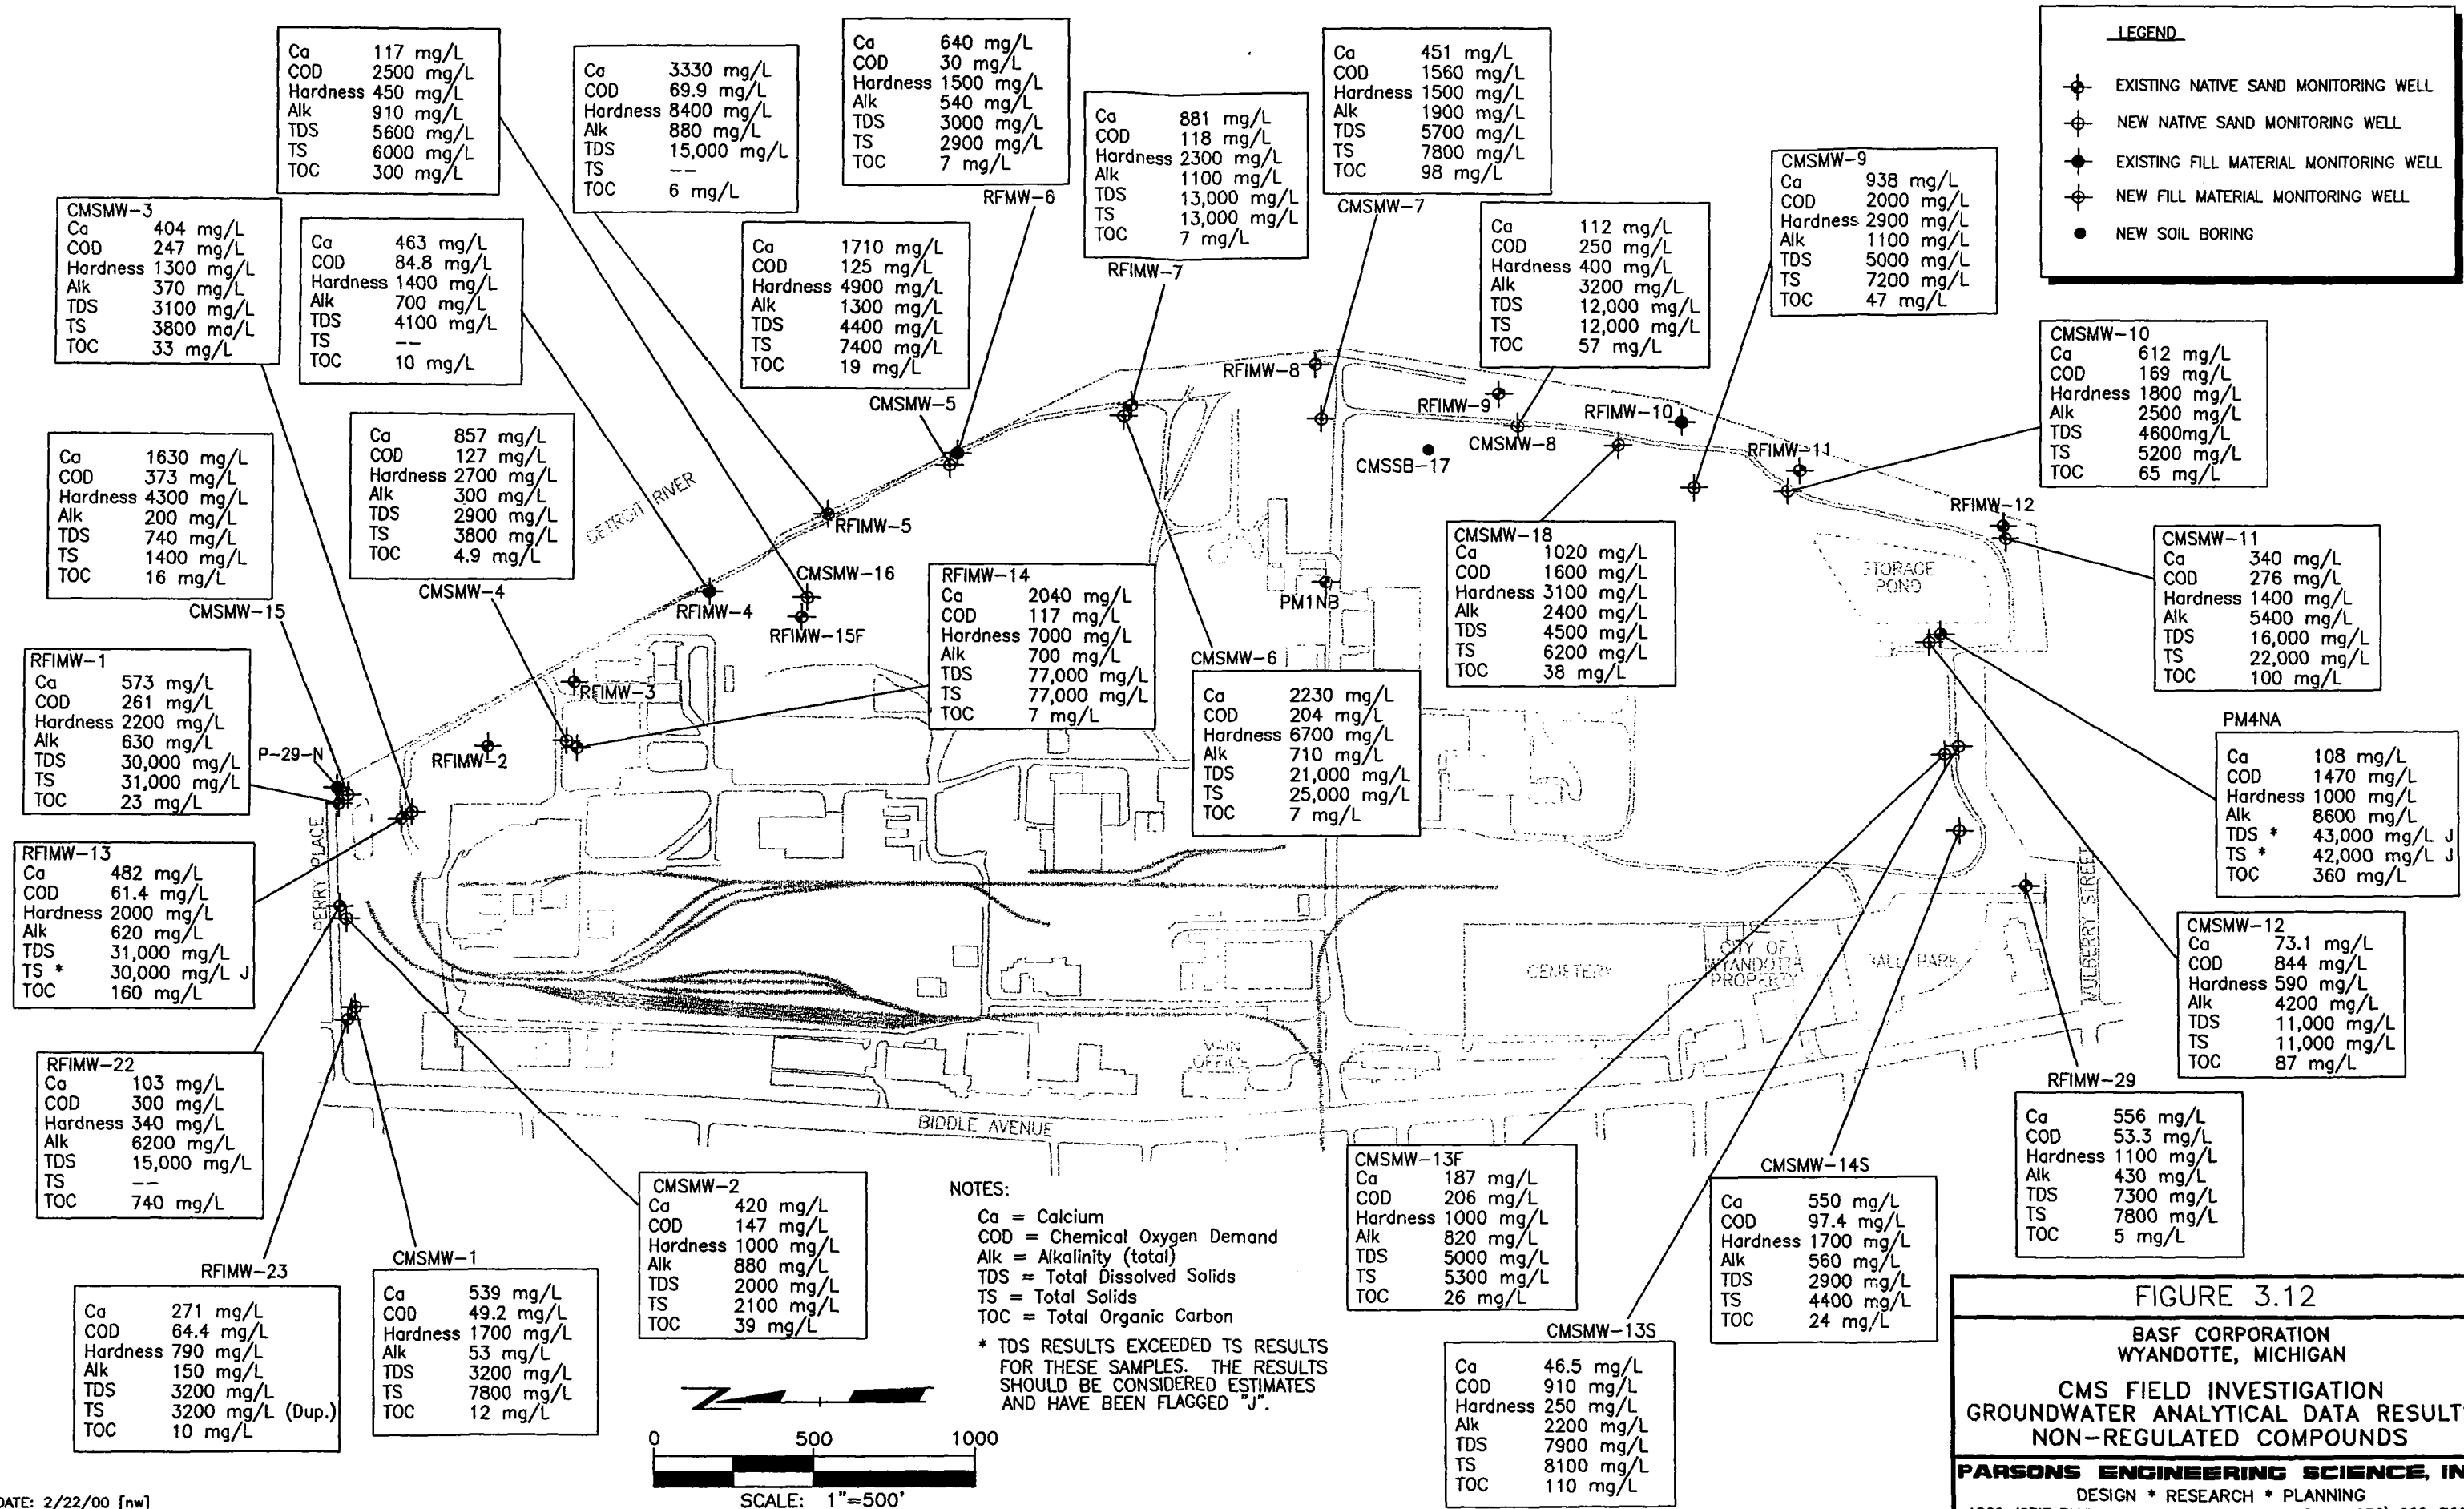 Ca 117 mg/L
COD 2500 mg/L
Hardness 450 mg/L
Alk 910 mg/L
TDS 5600 mg/L
TS 6000 mg/L
TOC 300 mg/L
Ca 3330 mg/L
COD 69.9 mg/L
Hardness 8400 mg/L
Alk 880 mg/L
TDS 15,000 mg/L
TS --
TOC 6 mg/L
Ca 640 mg/L
COD 30 mg/L
Hardness 1500 mg/L
Alk 540 mg/L
TDS 3000 mg/L
TS 2900 mg/L
TOC 7 mg/L
RFMW-6
Ca 881 mg/L
COD 118 mg/L
Hardness 2300 mg/L
Alk 1100 mg/L
TDS 13,000 mg/L
TS 13,000 mg/L
TOC 7 mg/L
RFIMW-7
Ca 451 mg/L
COD 1560 mg/L
Hardness 1500 mg/L
Alk 1900 mg/L
TDS 5700 mg/L
TS 7800 mg/L
TOC 98 mg/L
CMSMW-7
LEGEND
EXISTING NATIVE SAND MONITORING WELL
NEW NATIVE SAND MONITORING WELL
EXISTING FILL MATERIAL MONITORING WELL
NEW FILL MATERIAL MONITORING WELL
NEW SOIL BORING
CMSMW-3
Ca 404 mg/L
COD 247 mg/L
Hardness 1300 mg/L
Alk 370 mg/L
TDS 3100 mg/L
TS 3800 ma/L
TOC 33 mg/L
Ca 463 mg/L
COD 84.8 mg/L
Hardness 1400 mg/L
Alk 700 mg/L
TDS 4100 mg/L
TS --
TOC 10 mg/L
Ca 1710 mg/L
COD 125 mg/L
Hardness 4900 mg/L
Alk 1300 mg/L
TDS 4400 mg/L
TS 7400 mg/L
TOC 19 mg/L
CMSMW-5
Ca 112 mg/L
COD 250 mg/L
Hardness 400 mg/L
Alk 3200 mg/L
TDS 12,000 mg/L
TS 12,000 mg/L
TOC 57 mg/L
CMSMW-9
Ca 938 mg/L
COD 2000 mg/L
Hardness 2900 mg/L
Alk 1100 mg/L
TDS 5000 mg/L
TS 7200 mg/L
TOC 47 mg/L
CMSMW-10
Ca 612 mg/L
COD 169 mg/L
Hardness 1800 mg/L
Alk 2500 mg/L
TDS 4600mg/L
TS 5200 mg/L
TOC 65 mg/L
RFIMW-8
RFIMW-9
RFIMW-10
CMSMW-8
RFIMW-11
CMSSB-17
RFIMW-12
Ca 1630 mg/L
COD 373 mg/L
Hardness 4300 mg/L
Alk 200 mg/L
TDS 740 mg/L
TS 1400 mg/L
TOC 16 mg/L
CMSMW-15
Ca 857 mg/L
COD 127 mg/L
Hardness 2700 mg/L
Alk 300 mg/L
TDS 2900 mg/L
TS 3800 mg/L
TOC 4.9 mg/L
CMSMW-4
DETROIT RIVER
RFIMW-5
CMSMW-16
RFIMW-4
RFIMW-15F
RFIMW-3
RFIMW-2
RFIMW-14
Ca 2040 mg/L
COD 117 mg/L
Hardness 7000 mg/L
Alk 700 mg/L
TDS 77,000 mg/L
TS 77,000 mg/L
TOC 7 mg/L
PM1NB
CMSMW-6
Ca 2230 mg/L
COD 204 mg/L
Hardness 6700 mg/L
Alk 710 mg/L
TDS 21,000 mg/L
TS 25,000 mg/L
TOC 7 mg/L
CMSMW-18
Ca 1020 mg/L
COD 1600 mg/L
Hardness 3100 mg/L
Alk 2400 mg/L
TDS 4500 mg/L
TS 6200 mg/L
TOC 38 mg/L
STORAGE
POND
CMSMW-11
Ca 340 mg/L
COD 276 mg/L
Hardness 1400 mg/L
Alk 5400 mg/L
TDS 16,000 mg/L
TS 22,000 mg/L
TOC 100 mg/L
PM4NA
Ca 108 mg/L
COD 1470 mg/L
Hardness 1000 mg/L
Alk 8600 mg/L
TDS * 43,000 mg/L J
TS * 42,000 mg/L J
TOC 360 mg/L
RFIMW-1
Ca 573 mg/L
COD 261 mg/L
Hardness 2200 mg/L
Alk 630 mg/L
TDS 30,000 mg/L
TS 31,000 mg/L
TOC 23 mg/L
P-29-N
PERRY PLACE
RFIMW-13
Ca 482 mg/L
COD 61.4 mg/L
Hardness 2000 mg/L
Alk 620 mg/L
TDS 31,000 mg/L
TS * 30,000 mg/L J
TOC 160 mg/L
CEMETERY
CITY OF
WYANDOTTE
PROPERTY
BALL PARK
MULBERRY STREET
CMSMW-12
Ca 73.1 mg/L
COD 844 mg/L
Hardness 590 mg/L
Alk 4200 mg/L
TDS 11,000 mg/L
TS 11,000 mg/L
TOC 87 mg/L
RFIMW-22
Ca 103 mg/L
COD 300 mg/L
Hardness 340 mg/L
Alk 6200 mg/L
TDS 15,000 mg/L
TS --
TOC 740 mg/L
MAIN
OFFICE
BIDDLE AVENUE
RFIMW-29
Ca 556 mg/L
COD 53.3 mg/L
Hardness 1100 mg/L
Alk 430 mg/L
TDS 7300 mg/L
TS 7800 mg/L
TOC 5 mg/L
RFIMW-23
Ca 271 mg/L
COD 64.4 mg/L
Hardness 790 mg/L
Alk 150 mg/L
TDS 3200 mg/L
TS 3200 mg/L (Dup.)
TOC 10 mg/L
CMSMW-1
Ca 539 mg/L
COD 49.2 mg/L
Hardness 1700 mg/L
Alk 53 mg/L
TDS 3200 mg/L
TS 7800 mg/L
TOC 12 mg/L
CMSMW-2
Ca 420 mg/L
COD 147 mg/L
Hardness 1000 mg/L
Alk 880 mg/L
TDS 2000 mg/L
TS 2100 mg/L
TOC 39 mg/L
NOTES:
Ca = Calcium
COD = Chemical Oxygen Demand
Alk = Alkalinity (total)
TDS = Total Dissolved Solids
TS = Total Solids
TOC = Total Organic Carbon
* TDS RESULTS EXCEEDED TS RESULTS
FOR THESE SAMPLES. THE RESULTS
SHOULD BE CONSIDERED ESTIMATES
AND HAVE BEEN FLAGGED "J".
CMSMW-13F
Ca 187 mg/L
COD 206 mg/L
Hardness 1000 mg/L
Alk 820 mg/L
TDS 5000 mg/L
TS 5300 mg/L
TOC 26 mg/L
CMSMW-14S
Ca 550 mg/L
COD 97.4 mg/L
Hardness 1700 mg/L
Alk 560 mg/L
TDS 2900 mg/L
TS 4400 mg/L
TOC 24 mg/L
CMSMW-13S
Ca 46.5 mg/L
COD 910 mg/L
Hardness 250 mg/L
Alk 2200 mg/L
TDS 7900 mg/L
TS 8100 mg/L
TOC 110 mg/L
Z
0 500 1000
SCALE: 1"=500'
FIGURE 3.12
BASF CORPORATION
WYANDOTTE, MICHIGAN
CMS FIELD INVESTIGATION
GROUNDWATER ANALYTICAL DATA RESULT
NON-REGULATED COMPOUNDS
PARSONS ENGINEERING SCIENCE, IN
DESIGN * RESEARCH * PLANNING
DATE: 2/22/00 [nw]